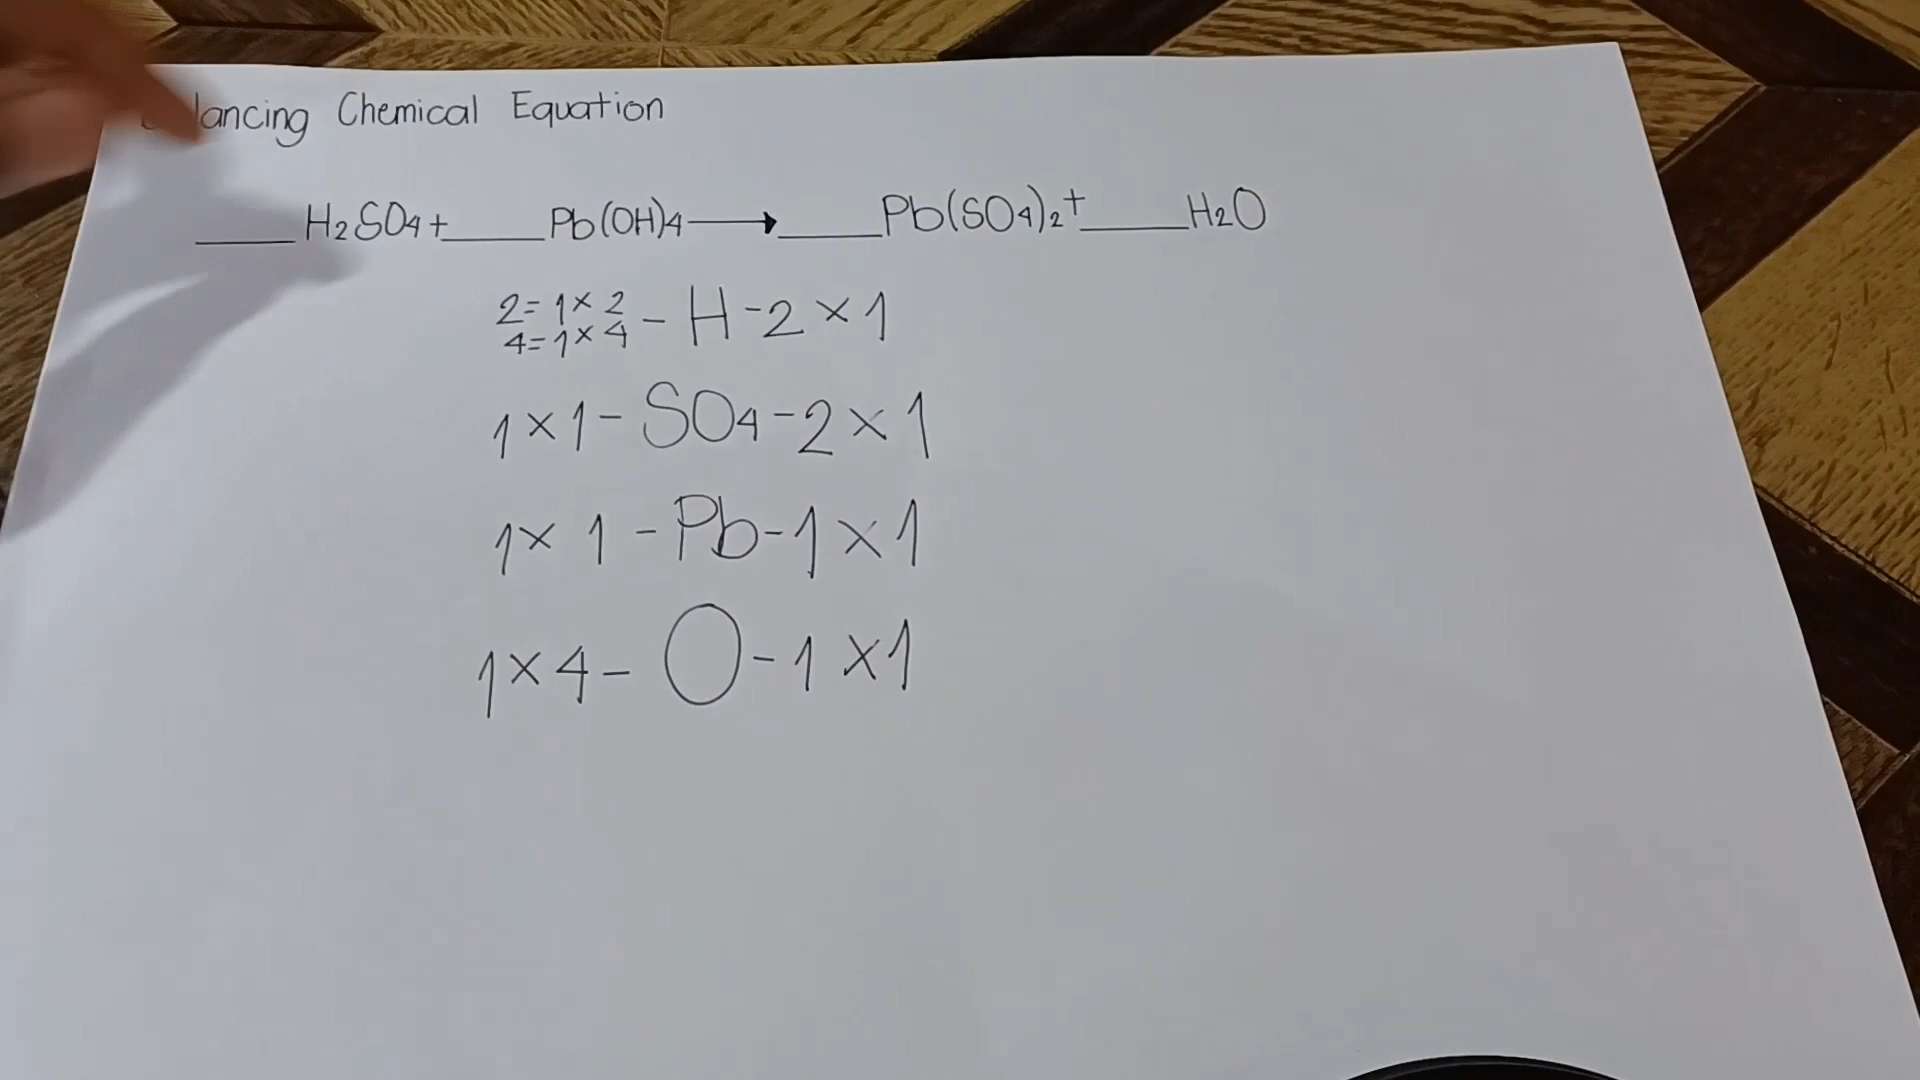 lancing Chemical Equation
____H2SO4+____Pb(OH)4⟶____Pb(SO4)2+____H2O
2=1×2
4=1×4 - H - 2×1
1×1 - SO4 - 2×1
1×1 - Pb - 1×1
1×4 - O - 1×1